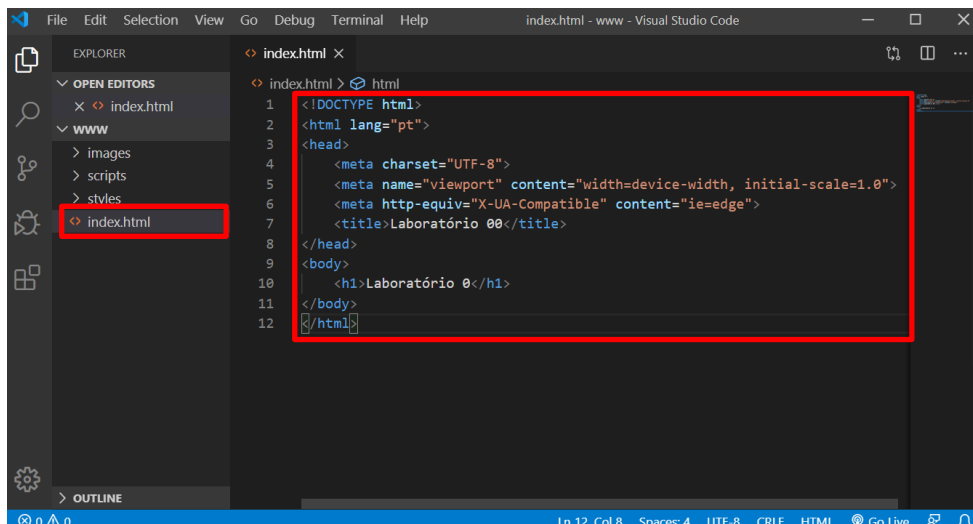 File Edit Selection View Go Debug Terminal Help index.html - www - Visual Studio Code
EXPLORER
OPEN EDITORS
index.html
WWW
images
scripts
styles
index.html
OUTLINE
index.html
index.html > html
1 <!DOCTYPE html>
2 <html lang="pt">
3 <head>
4     <meta charset="UTF-8">
5     <meta name="viewport" content="width=device-width, initial-scale=1.0">
6     <meta http-equiv="X-UA-Compatible" content="ie=edge">
7     <title>Laboratório 00</title>
8 </head>
9 <body>
10     <h1>Laboratório 0</h1>
11 </body>
12 </html>
0 0 Ln 12, Col 8 Spaces: 4 UTF-8 CRLF HTML Go Live